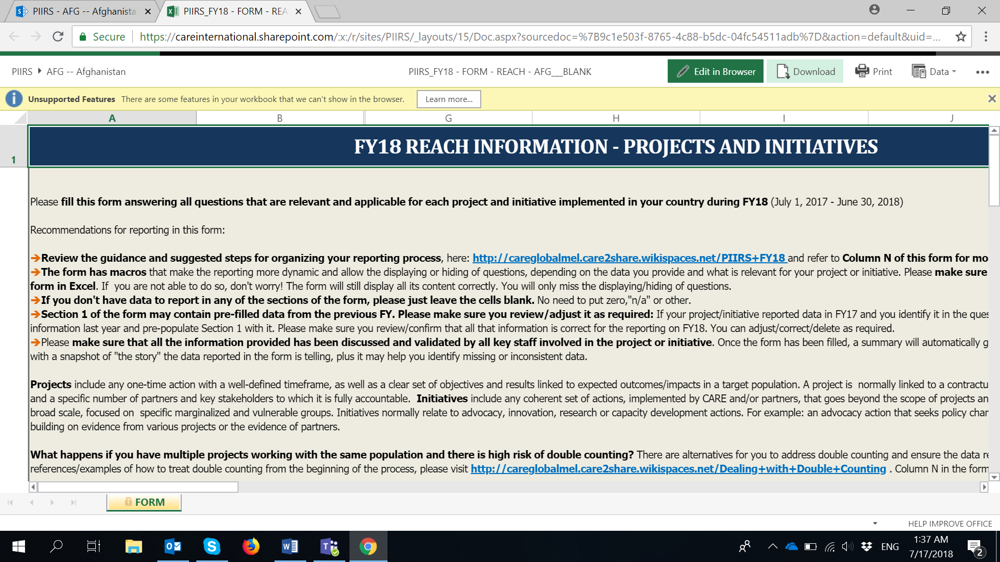 PIIRS - AFG -- Afghanista
PIIRS_FY18 - FORM - REA
Secure
https://careinternational.sharepoint.com/:x:/r/sites/PIIRS/_layouts/15/Doc.aspx?sourcedoc=%7B9c1e503f-8765-4c88-b5dc-04fc54511adb%7D&action=default&uid=...
PIIRS AFG -- Afghanistan
PIIRS_FY18 - FORM - REACH - AFG___BLANK
Edit in Browser
Download
Print
Data
Unsupported Features There are some features in your workbook that we can't show in the browser.
Learn more...
A B G H I J
1
FY18 REACH INFORMATION - PROJECTS AND INITIATIVES
Please fill this form answering all questions that are relevant and applicable for each project and initiative implemented in your country during FY18 (July 1, 2017 - June 30, 2018)
Recommendations for reporting in this form:
➔Review the guidance and suggested steps for organizing your reporting process, here: http://careglobalmel.care2share.wikispaces.net/PIIRS+FY18 and refer to Column N of this form for mo
➔The form has macros that make the reporting more dynamic and allow the displaying or hiding of questions, depending on the data you provide and what is relevant for your project or initiative. Please make sure
form in Excel. If you are not able to do so, don't worry! The form will still display all its content correctly. You will only miss the displaying/hiding of questions.
➔If you don't have data to report in any of the sections of the form, please just leave the cells blank. No need to put zero,"n/a" or other.
➔Section 1 of the form may contain pre-filled data from the previous FY. Please make sure you review/adjust it as required: If your project/initiative reported data in FY17 and you identify it in the ques
information last year and pre-populate Section 1 with it. Please make sure you review/confirm that all that information is correct for the reporting on FY18. You can adjust/correct/delete as required.
➔Please make sure that all the information provided has been discussed and validated by all key staff involved in the project or initiative. Once the form has been filled, a summary will automatically g
with a snapshot of "the story" the data reported in the form is telling, plus it may help you identify missing or inconsistent data.
Projects include any one-time action with a well-defined timeframe, as well as a clear set of objectives and results linked to expected outcomes/impacts in a target population. A project is normally linked to a contractu
and a specific number of partners and key stakeholders to which it is fully accountable. Initiatives include any coherent set of actions, implemented by CARE and/or partners, that goes beyond the scope of projects an
broad scale, focused on specific marginalized and vulnerable groups. Initiatives normally relate to advocacy, innovation, research or capacity development actions. For example: an advocacy action that seeks policy char
building on evidence from various projects or the evidence of partners.
What happens if you have multiple projects working with the same population and there is high risk of double counting? There are alternatives for you to address double counting and ensure the data re
references/examples of how to treat double counting from the beginning of the process, please visit http://careglobalmel.care2share.wikispaces.net/Dealing+with+Double+Counting . Column N in the form
FORM
HELP IMPROVE OFFICE
ENG
1:37 AM
7/17/2018
2